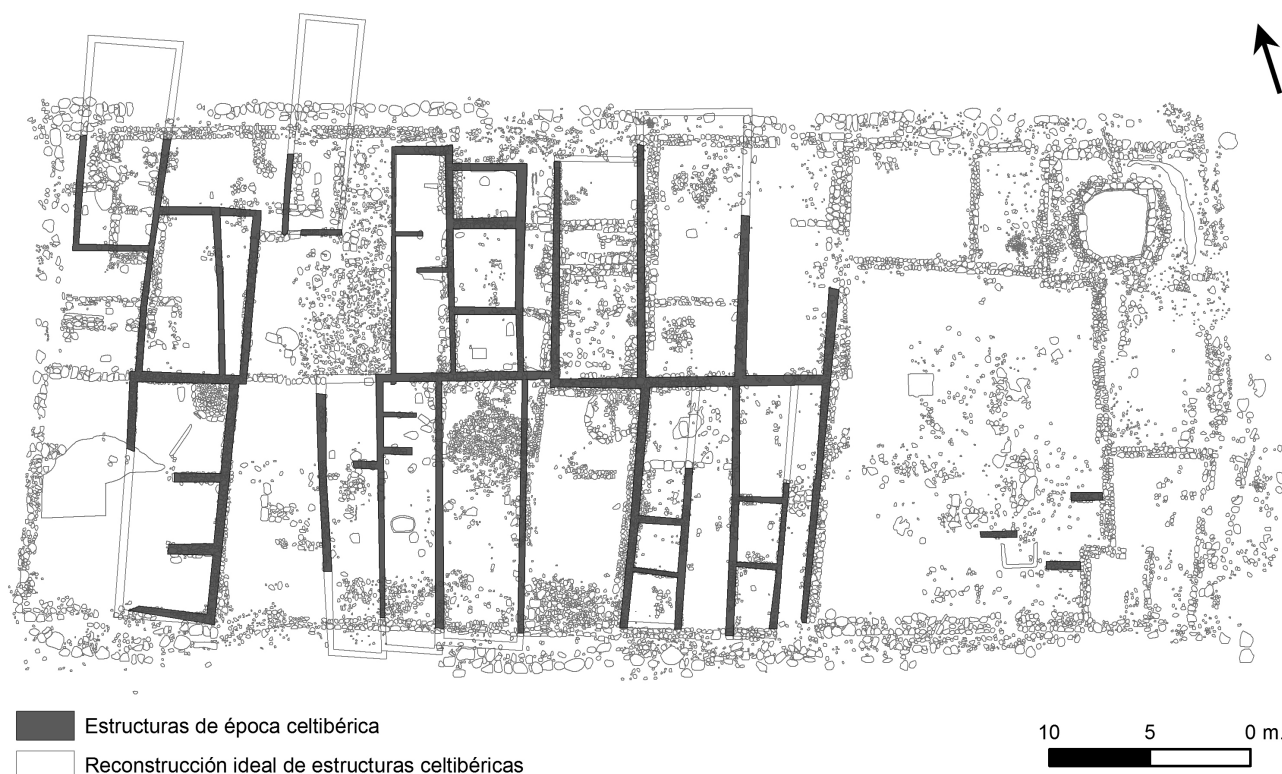 Estructuras de época celtibérica
Reconstrucción ideal de estructuras celtibéricas
10 5 0 m.